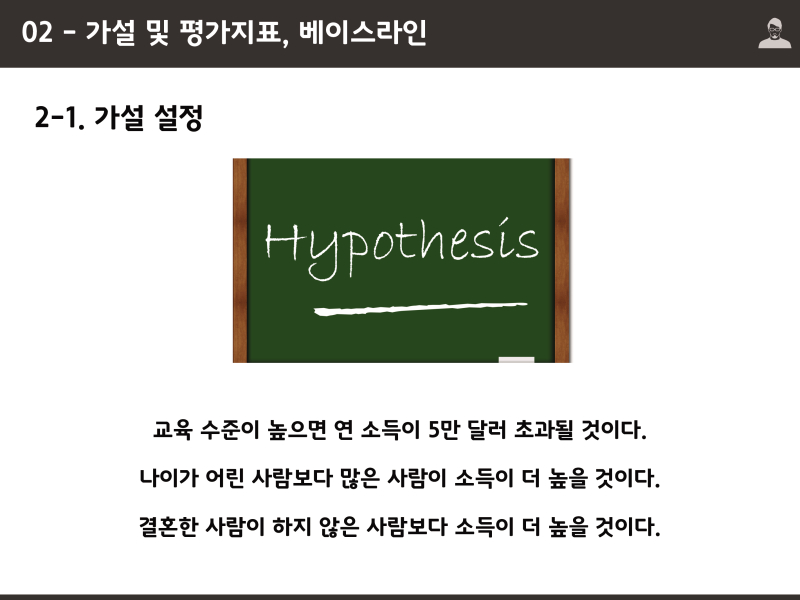 02 - 가설 및 평가지표, 베이스라인
2-1. 가설 설정
Hypothesis
교육 수준이 높으면 연 소득이 5만 달러 초과될 것이다.
나이가 어린 사람보다 많은 사람이 소득이 더 높을 것이다.
결혼한 사람이 하지 않은 사람보다 소득이 더 높을 것이다.